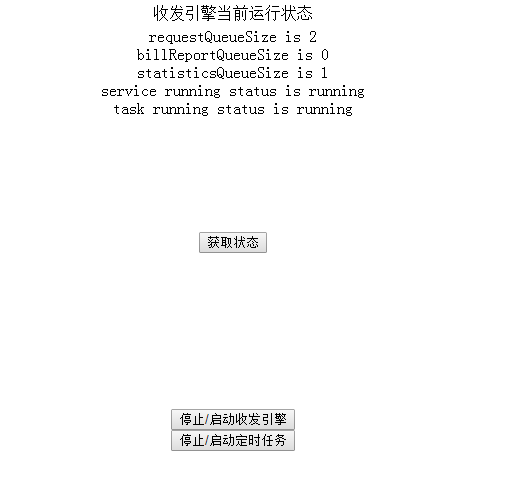 收发引擎当前运行状态
requestQueueSize is 2
billReportQueueSize is 0
statisticsQueueSize is 1
service running status is running
task running status is running
获取状态
停止/启动收发引擎
停止/启动定时任务